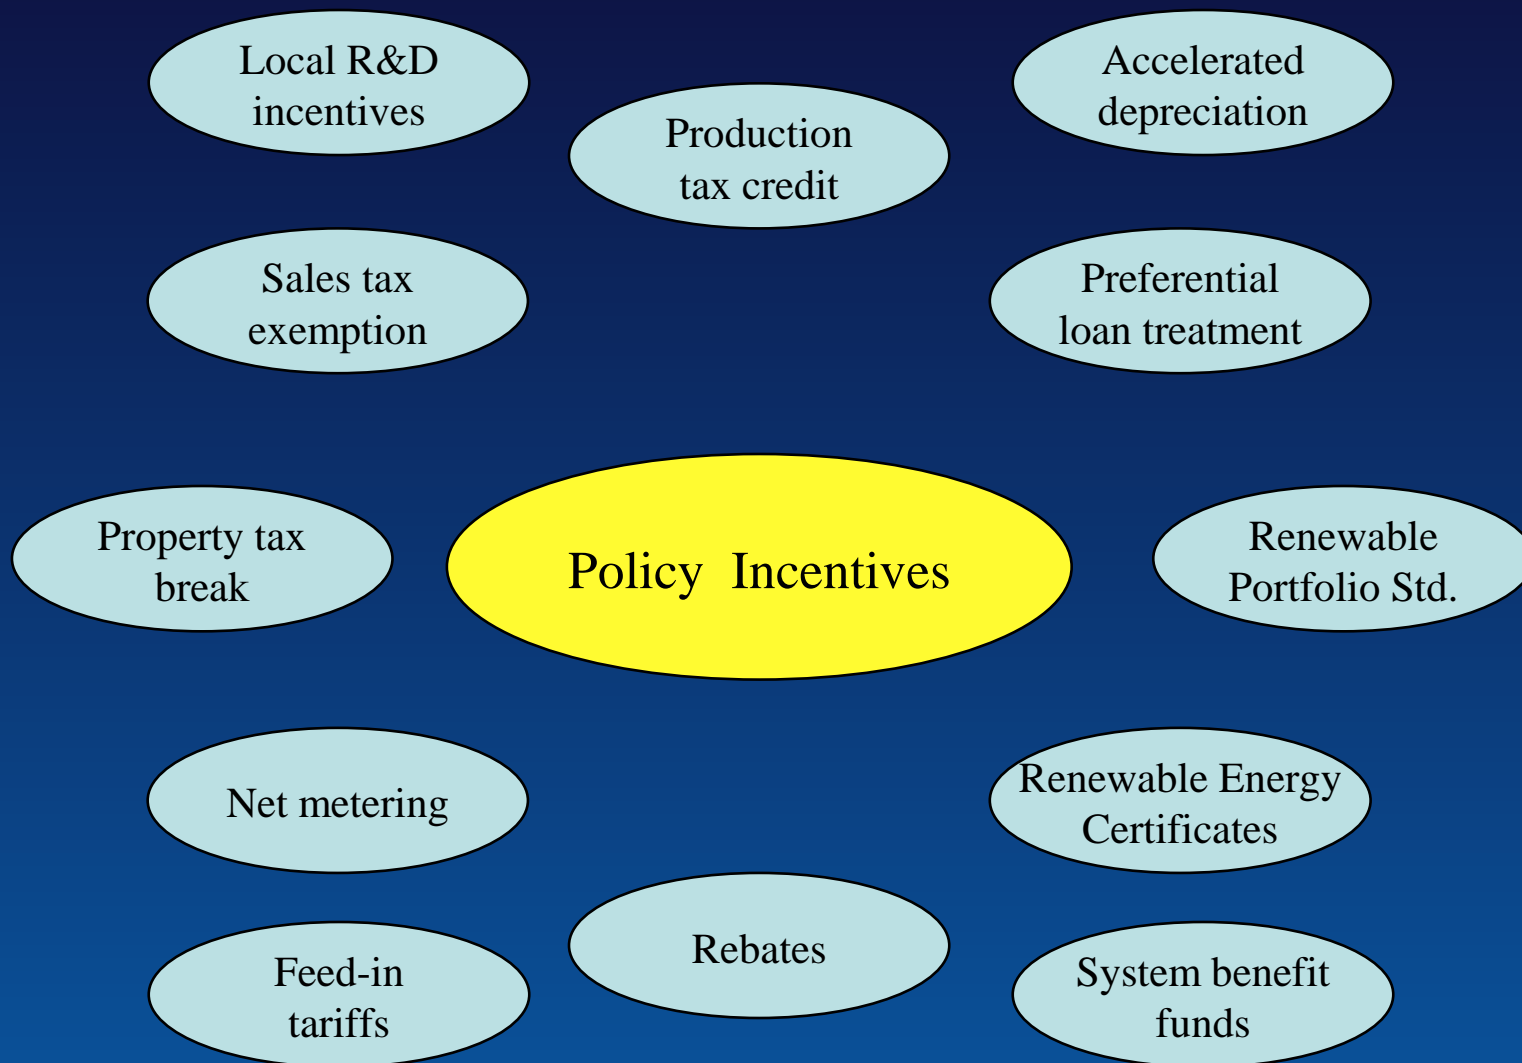 Local R&D
incentives
Accelerated
depreciation
Production
tax credit
Sales tax
exemption
Preferential
loan treatment
Property tax
break
Policy  Incentives
Renewable
Portfolio Std.
Net metering
Renewable Energy
Certificates
Rebates
Feed-in
tariffs
System benefit
funds